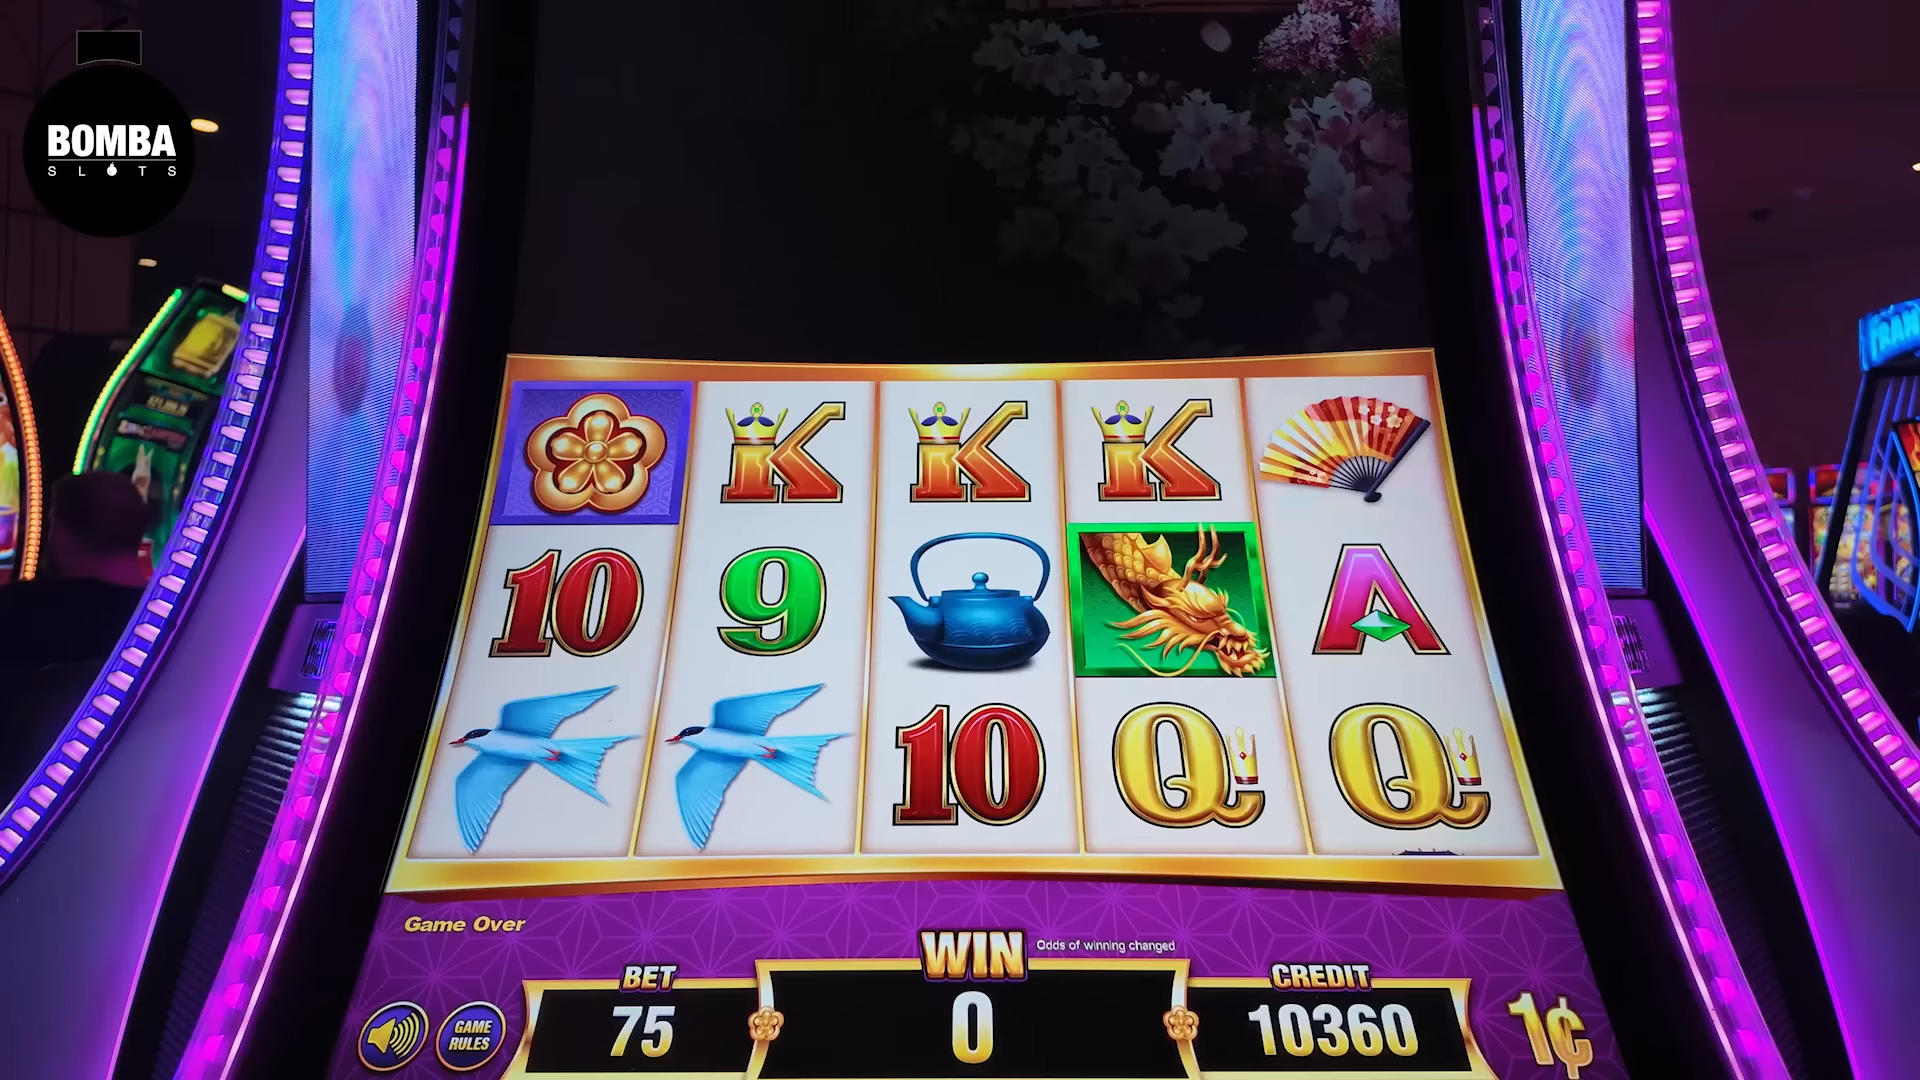 BOMBA
SLOTS
FRAN
K K K
10 9 A
10 Q Q
Game Over
WIN Odds of winning changed
BET CREDIT
GAME RULES
75 0 10360 1¢